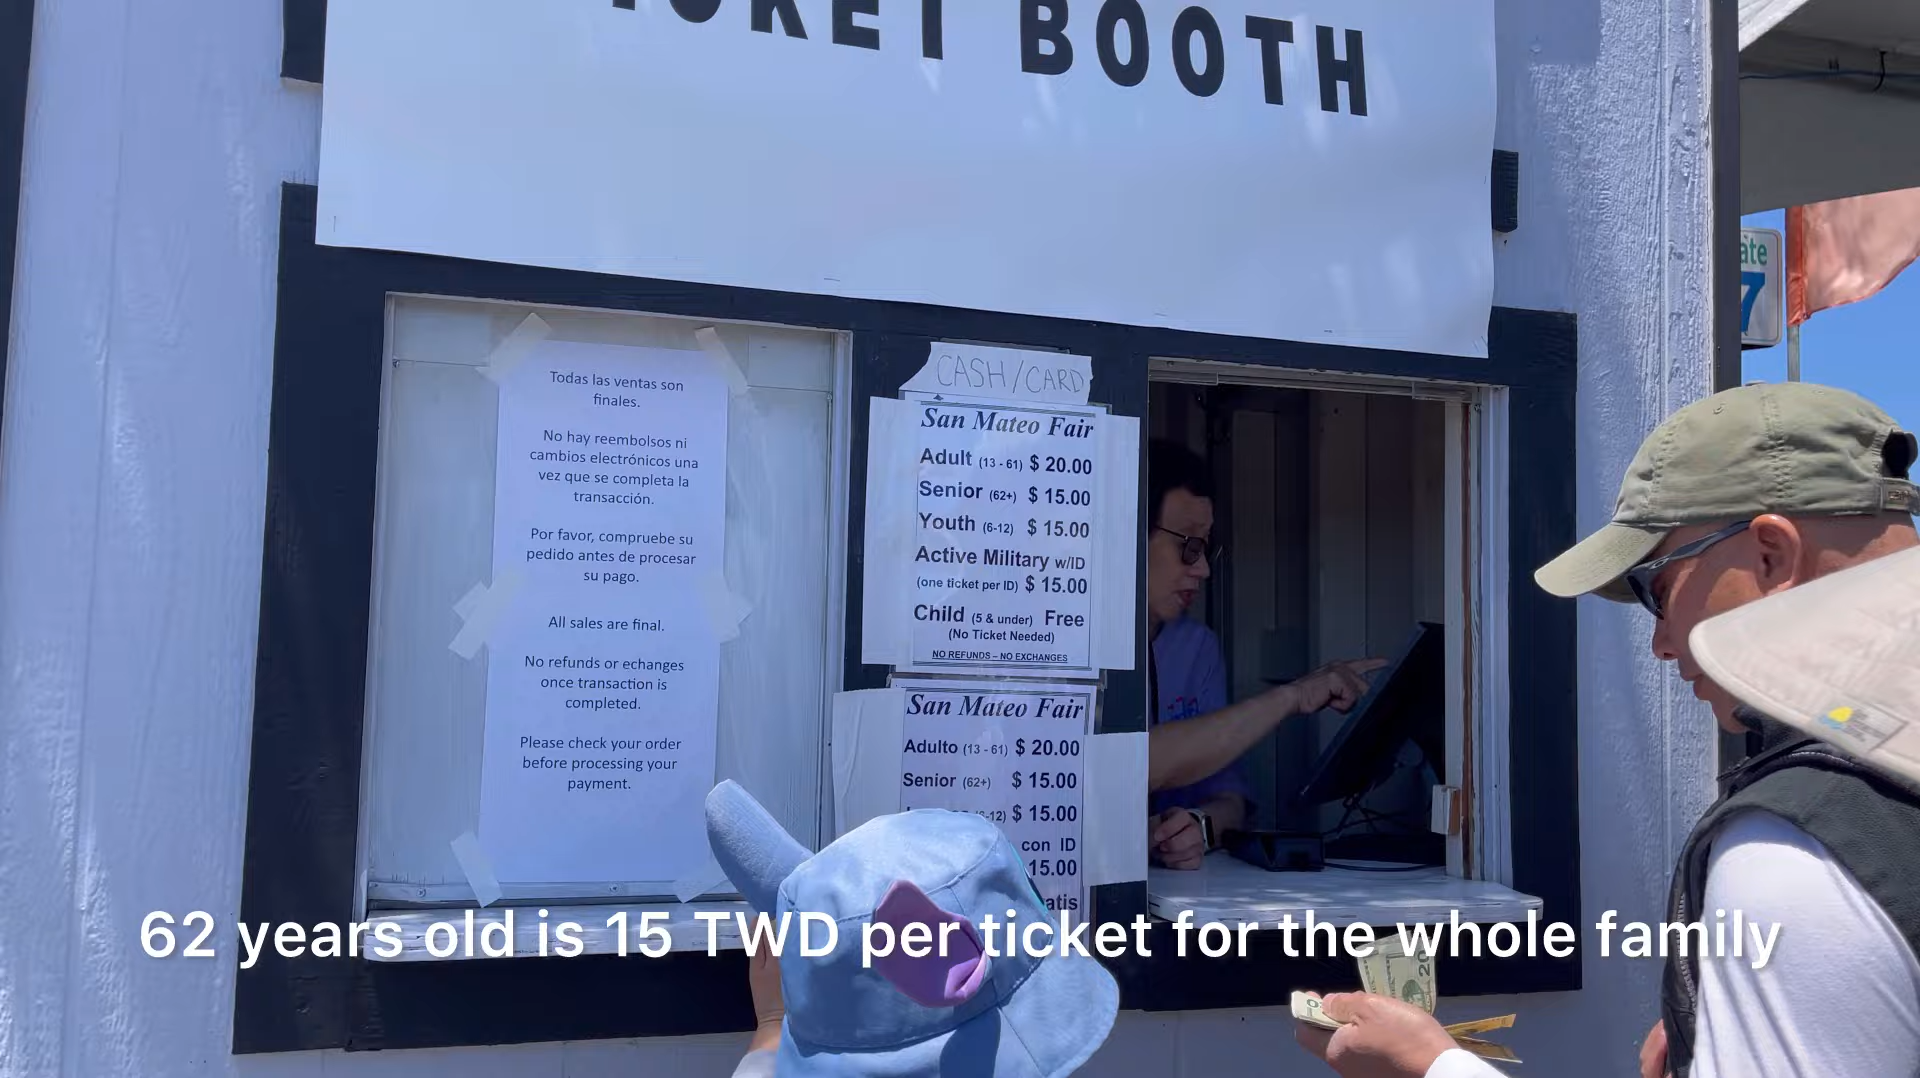 BOOTH
Todas las ventas son
finales.
No hay reembolsos ni
cambios electrónicos una
vez que se completa la
transacción.
Por favor, compruebe su
pedido antes de procesar
su pago.
All sales are final.
No refunds or echanges
once transaction is
completed.
Please check your order
before processing your
payment.
CASH/CARD
San Mateo Fair
Adult (13 - 61) $ 20.00
Senior (62+) $ 15.00
Youth (6-12) $ 15.00
Active Military w/ID
(one ticket per ID) $ 15.00
Child (5 & under) Free
(No Ticket Needed)
NO REFUNDS – NO EXCHANGES
San Mateo Fair
Adulto (13 - 61) $ 20.00
Senior (62+) $ 15.00
-12) $ 15.00
con ID
15.00
atis
ate
7
20
62 years old is 15 TWD per ticket for the whole family